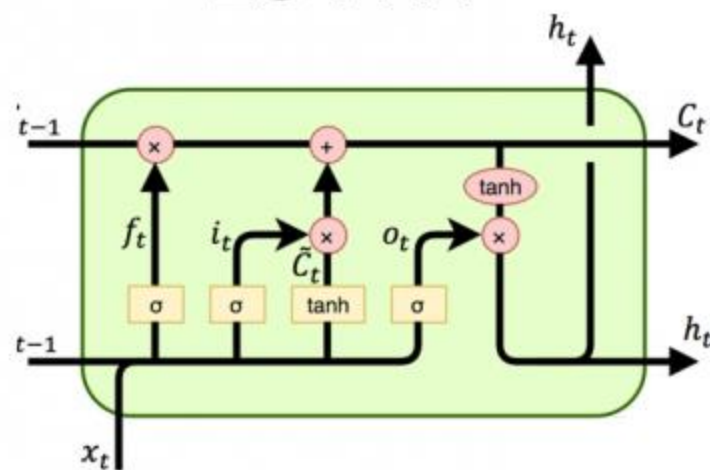 h_t
t-1
C_t
× +
tanh
f_t i_t × o_t ×
C̃_t
σ σ tanh σ
t-1
h_t
x_t